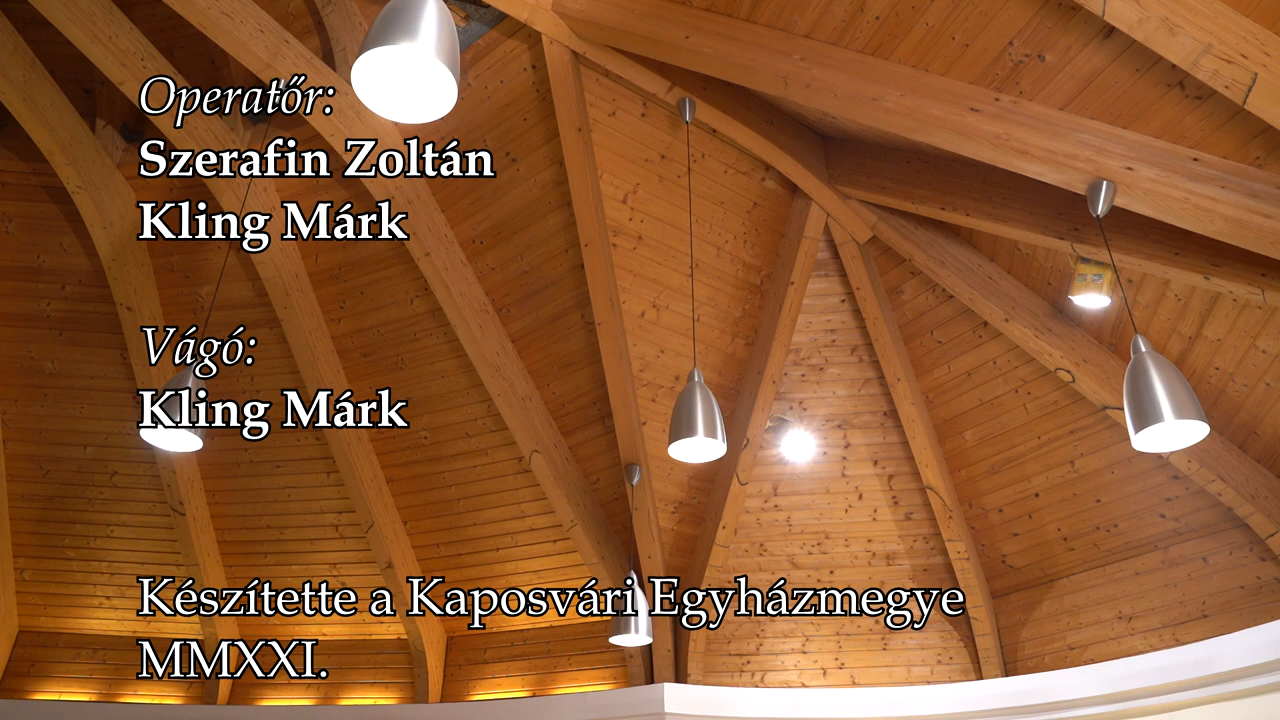 Operatőr:
Szerafin Zoltán
Kling Márk
Vágó:
Kling Márk
Készítette a Kaposvári Egyházmegye
MMXXI.